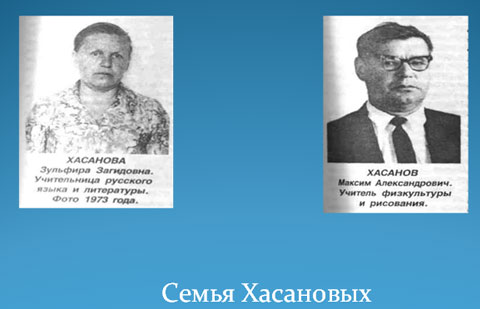 ХАСАНОВА
Зульфира Загидовна.
Учительница русского
языка и литературы.
Фото 1973 года.
ХАСАНОВ
Максим Александрович.
Учитель физкультуры
и рисования.
Семья Хасановых